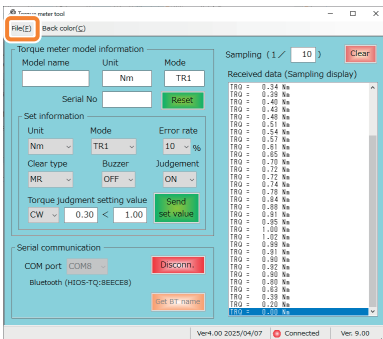 Torque meter tool
File(F) Back color(C)
Torque meter model information
Model name Unit Mode
Nm TR1
Serial No Reset
Set information
Unit Mode Error rate
Nm TR1 10 %
Clear type Buzzer Judgement
MR OFF ON
Torque judgment setting value
CW 0.30 < 1.00
Send
set value
Serial communication
COM port COM8 Disconn..
Bluetooth (HIOS-TQ:8EECE8)
Get BT name
Sampling ( 1 / 10 ) Clear
Received data (Sampling display)
TRQ = 0.34 Nm
TRQ = 0.39 Nm
TRQ = 0.40 Nm
TRQ = 0.43 Nm
TRQ = 0.48 Nm
TRQ = 0.51 Nm
TRQ = 0.54 Nm
TRQ = 0.57 Nm
TRQ = 0.61 Nm
TRQ = 0.65 Nm
TRQ = 0.70 Nm
TRQ = 0.72 Nm
TRQ = 0.72 Nm
TRQ = 0.74 Nm
TRQ = 0.78 Nm
TRQ = 0.84 Nm
TRQ = 0.88 Nm
TRQ = 0.91 Nm
TRQ = 0.95 Nm
TRQ = 1.00 Nm
TRQ = 1.02 Nm
TRQ = 0.99 Nm
TRQ = 0.91 Nm
TRQ = 0.90 Nm
TRQ = 0.92 Nm
TRQ = 0.90 Nm
TRQ = 0.80 Nm
TRQ = 0.63 Nm
TRQ = 0.39 Nm
TRQ = 0.20 Nm
TRQ = 0.00 Nm
Ver4.00 2025/04/07 Connected Ver. 9.00